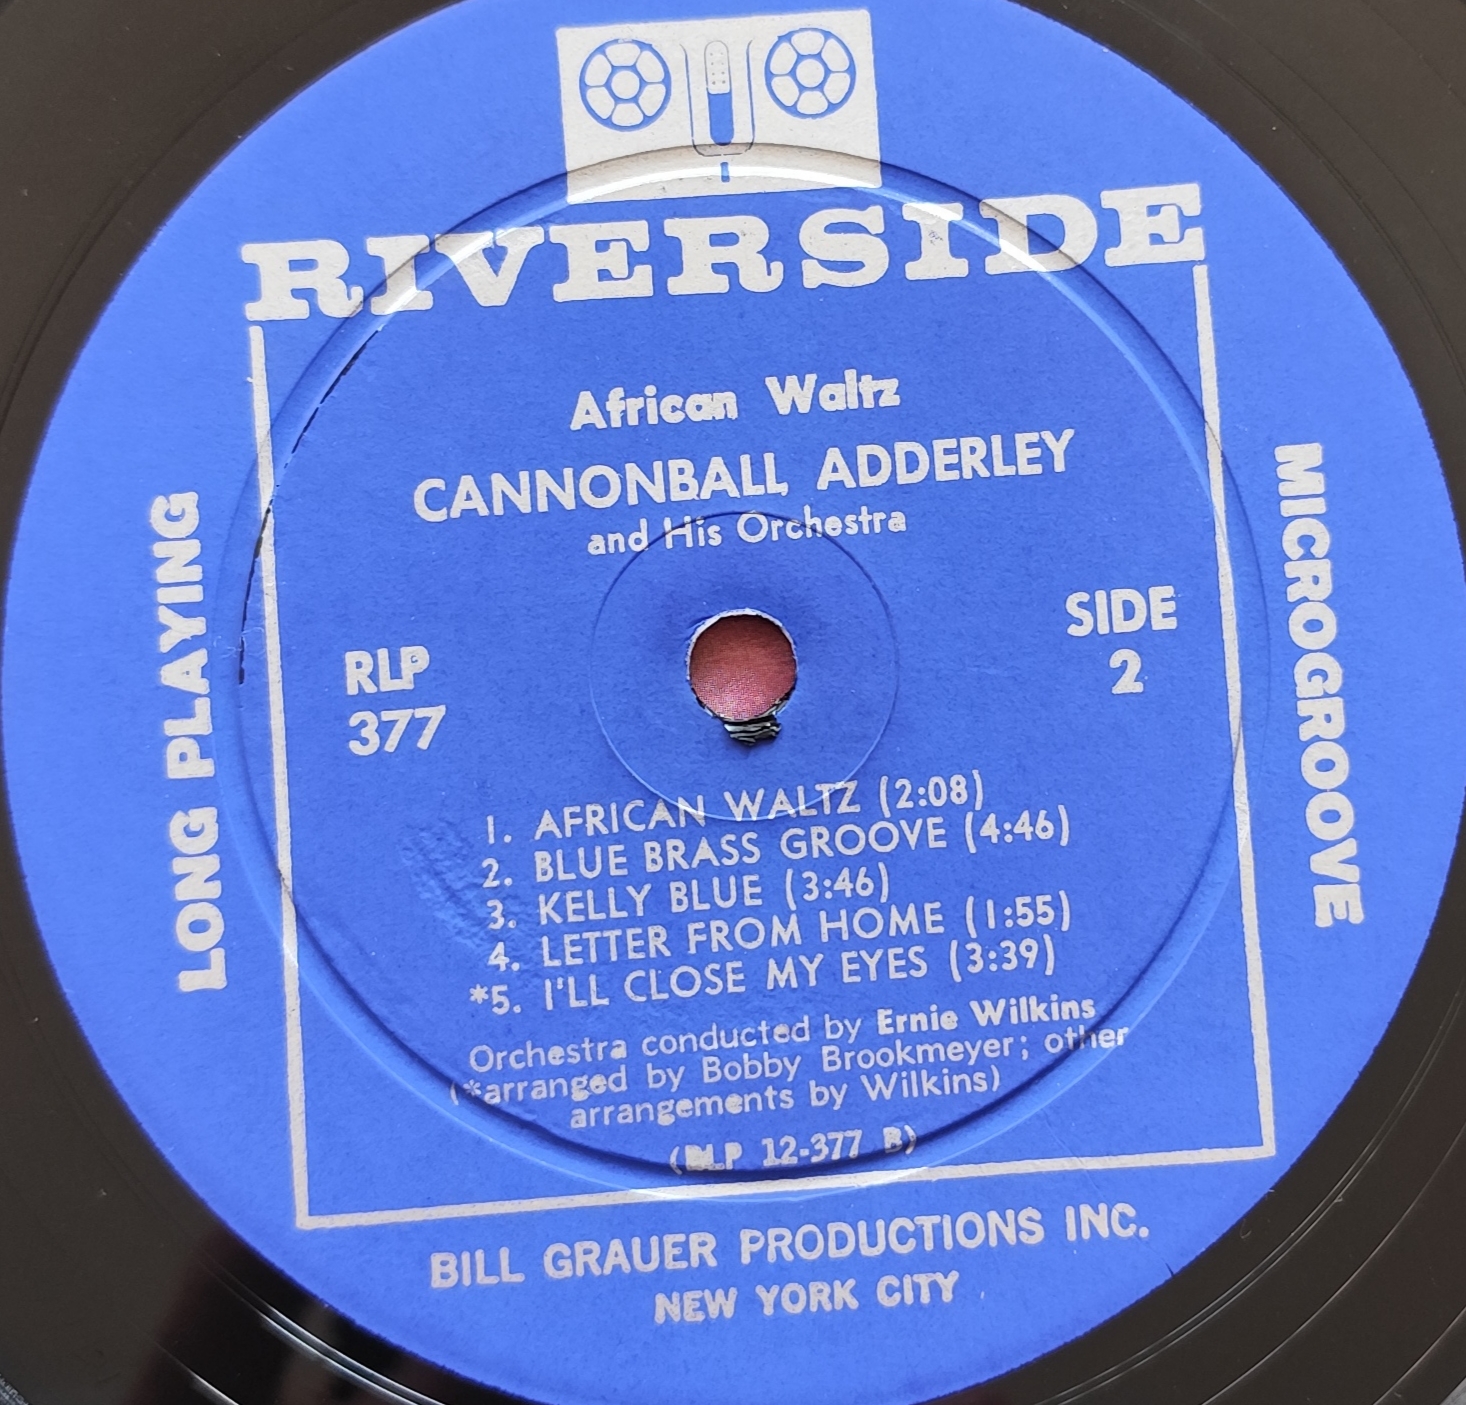 RIVERSIDE
African Waltz
CANNONBALL ADDERLEY
and His Orchestra
LONG PLAYING
MICROGROOVE
RLP
377
SIDE
2
1. AFRICAN WALTZ (2:08)
2. BLUE BRASS GROOVE (4:46)
3. KELLY BLUE (3:46)
4. LETTER FROM HOME (1:55)
*5. I'LL CLOSE MY EYES (3:39)
Orchestra conducted by Ernie Wilkins
(*arranged by Bobby Brookmeyer; other
arrangements by Wilkins)
(RLP 12-377 B)
BILL GRAUER PRODUCTIONS INC.
NEW YORK CITY